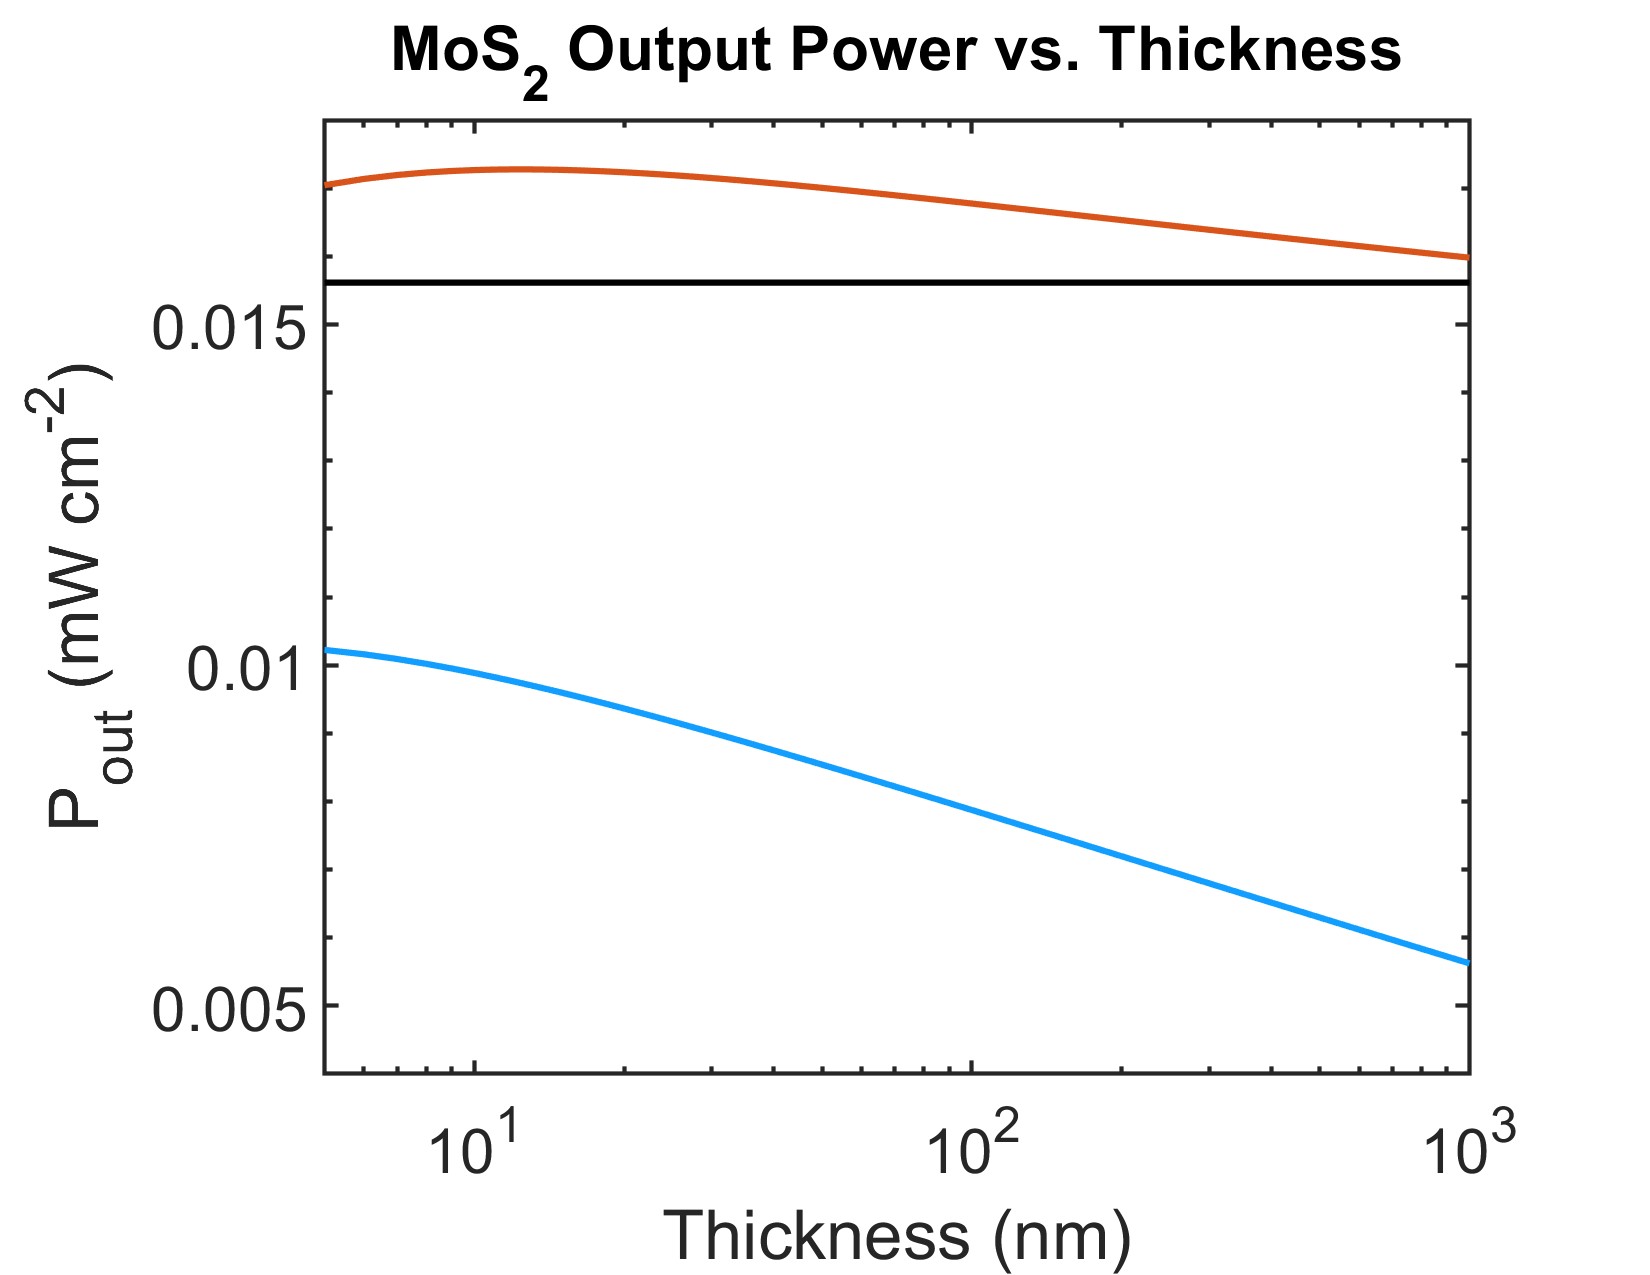 MoS₂ Output Power vs. Thickness
P_out (mW cm⁻²)
0.015
0.01
0.005
10¹
10²
10³
Thickness (nm)